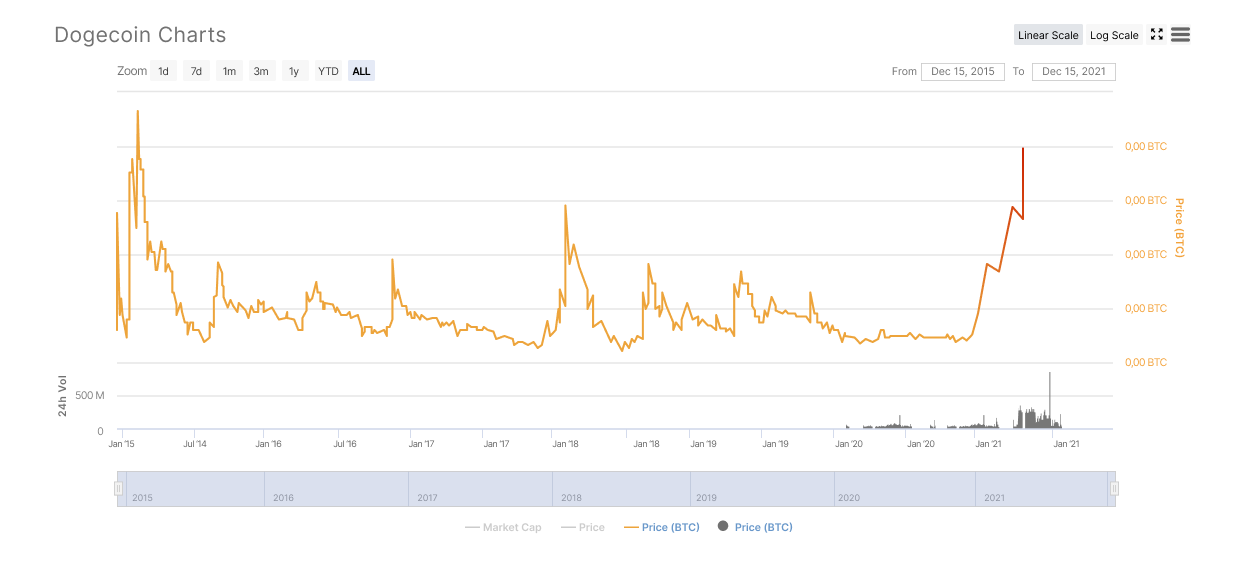 Dogecoin Charts
Linear Scale Log Scale
Zoom 1d 7d 1m 3m 1y YTD ALL
From Dec 15, 2015 To Dec 15, 2021
0,00 BTC
0,00 BTC
0,00 BTC
0,00 BTC
0,00 BTC
Price (BTC)
24h Vol
500 M
0
Jan '15 Jul '14 Jan '16 Jul '16 Jan '17 Jan '17 Jan '18 Jan '18 Jan '19 Jan '19 Jan '20 Jan '20 Jan '21 Jan '21
2015 2016 2017 2018 2019 2020 2021
Market Cap Price Price (BTC) Price (BTC)